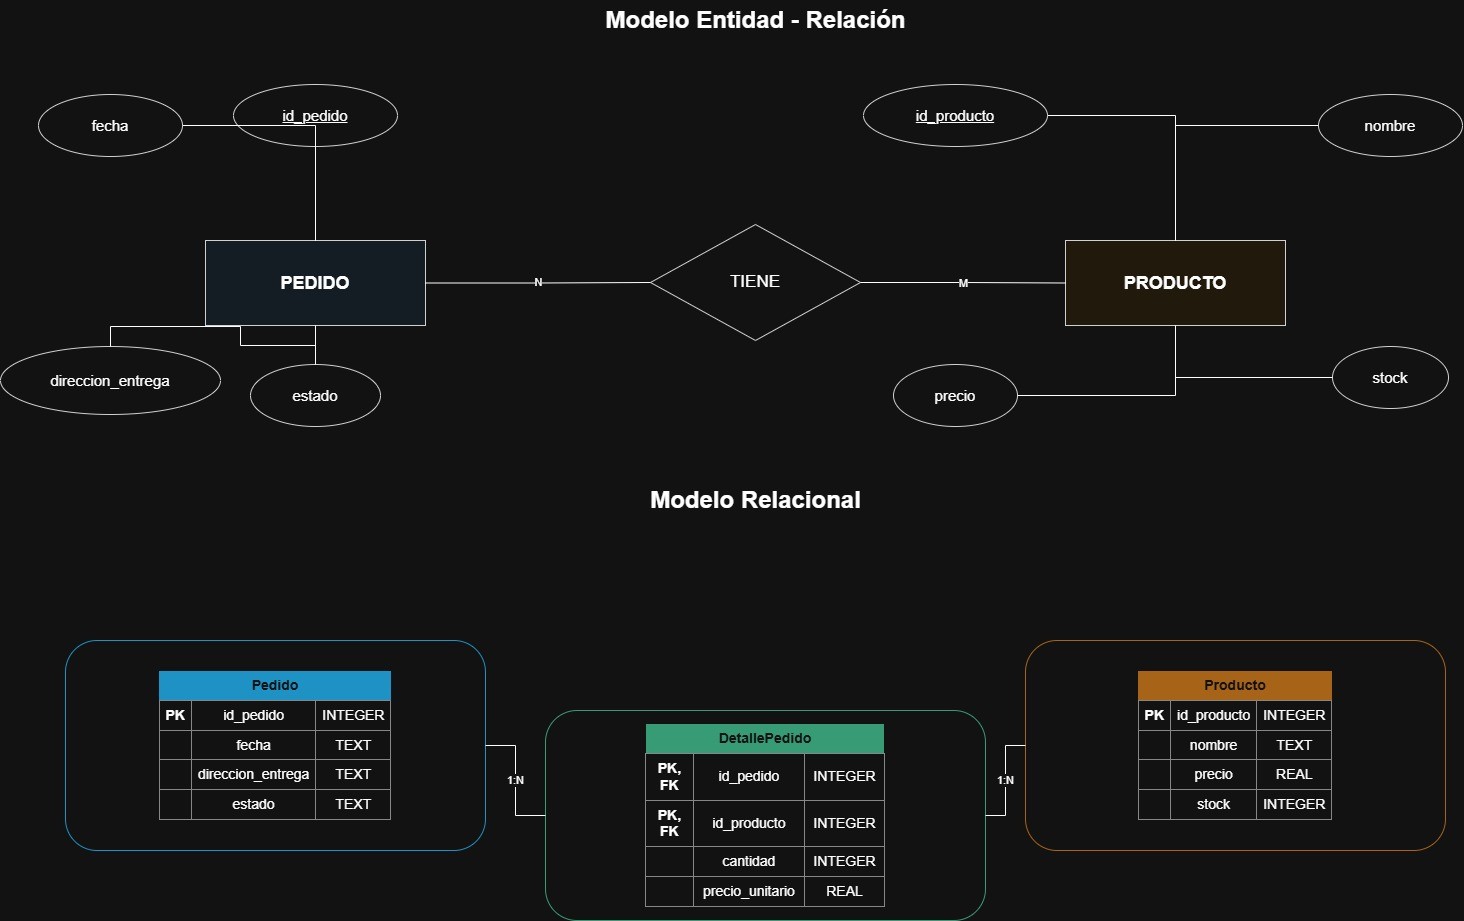 Modelo Entidad - Relación
fecha
id_pedido
id_producto
nombre
PEDIDO
N
TIENE
M
PRODUCTO
direccion_entrega
estado
precio
stock
Modelo Relacional
Pedido
PK id_pedido INTEGER
fecha TEXT
direccion_entrega TEXT
estado TEXT
1:N
DetallePedido
PK, FK id_pedido INTEGER
PK, FK id_producto INTEGER
cantidad INTEGER
precio_unitario REAL
1:N
Producto
PK id_producto INTEGER
nombre TEXT
precio REAL
stock INTEGER